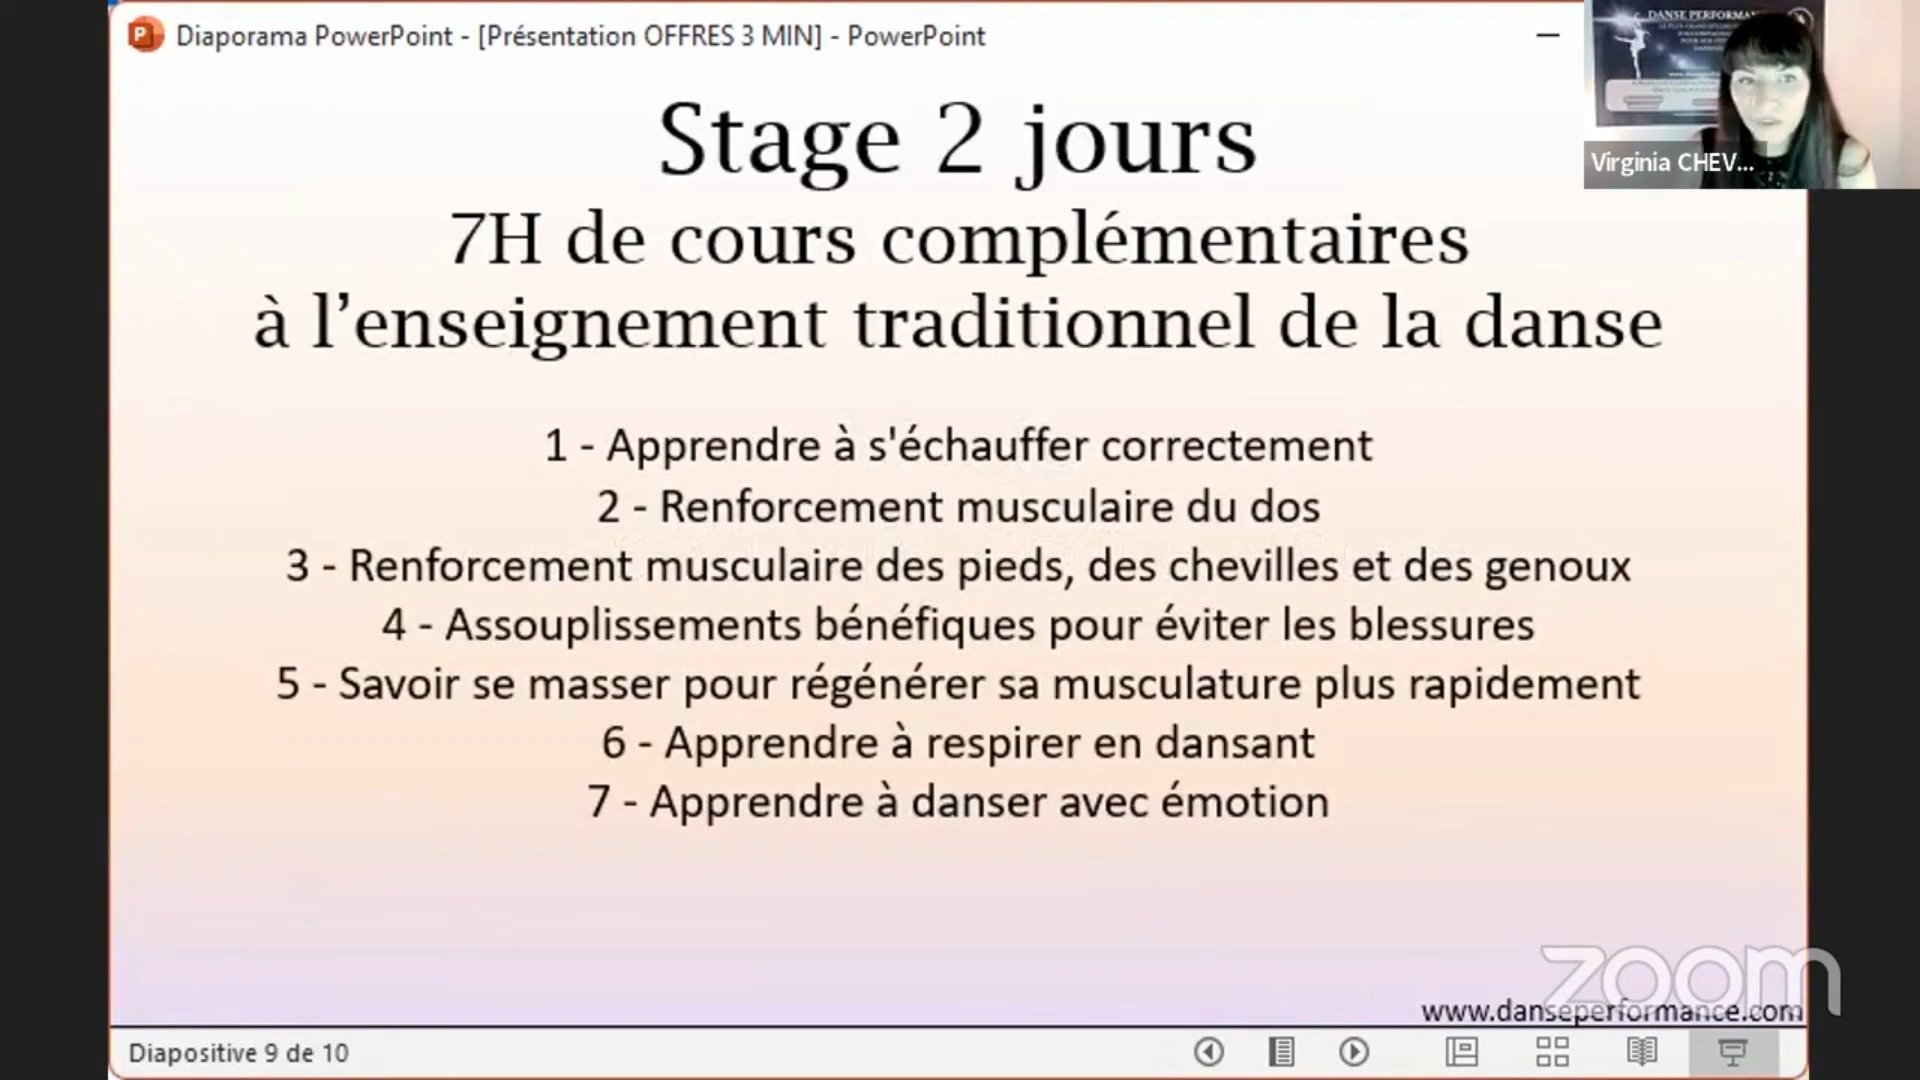 Diaporama PowerPoint - [Présentation OFFRES 3 MIN] - PowerPoint
DANSE PERFORMANCE
Virginia CHEV...
Stage 2 jours
7H de cours complémentaires
à l’enseignement traditionnel de la danse
1 - Apprendre à s'échauffer correctement
2 - Renforcement musculaire du dos
3 - Renforcement musculaire des pieds, des chevilles et des genoux
4 - Assouplissements bénéfiques pour éviter les blessures
5 - Savoir se masser pour régénérer sa musculature plus rapidement
6 - Apprendre à respirer en dansant
7 - Apprendre à danser avec émotion
zoom
www.danseperformance.com
Diapositive 9 de 10